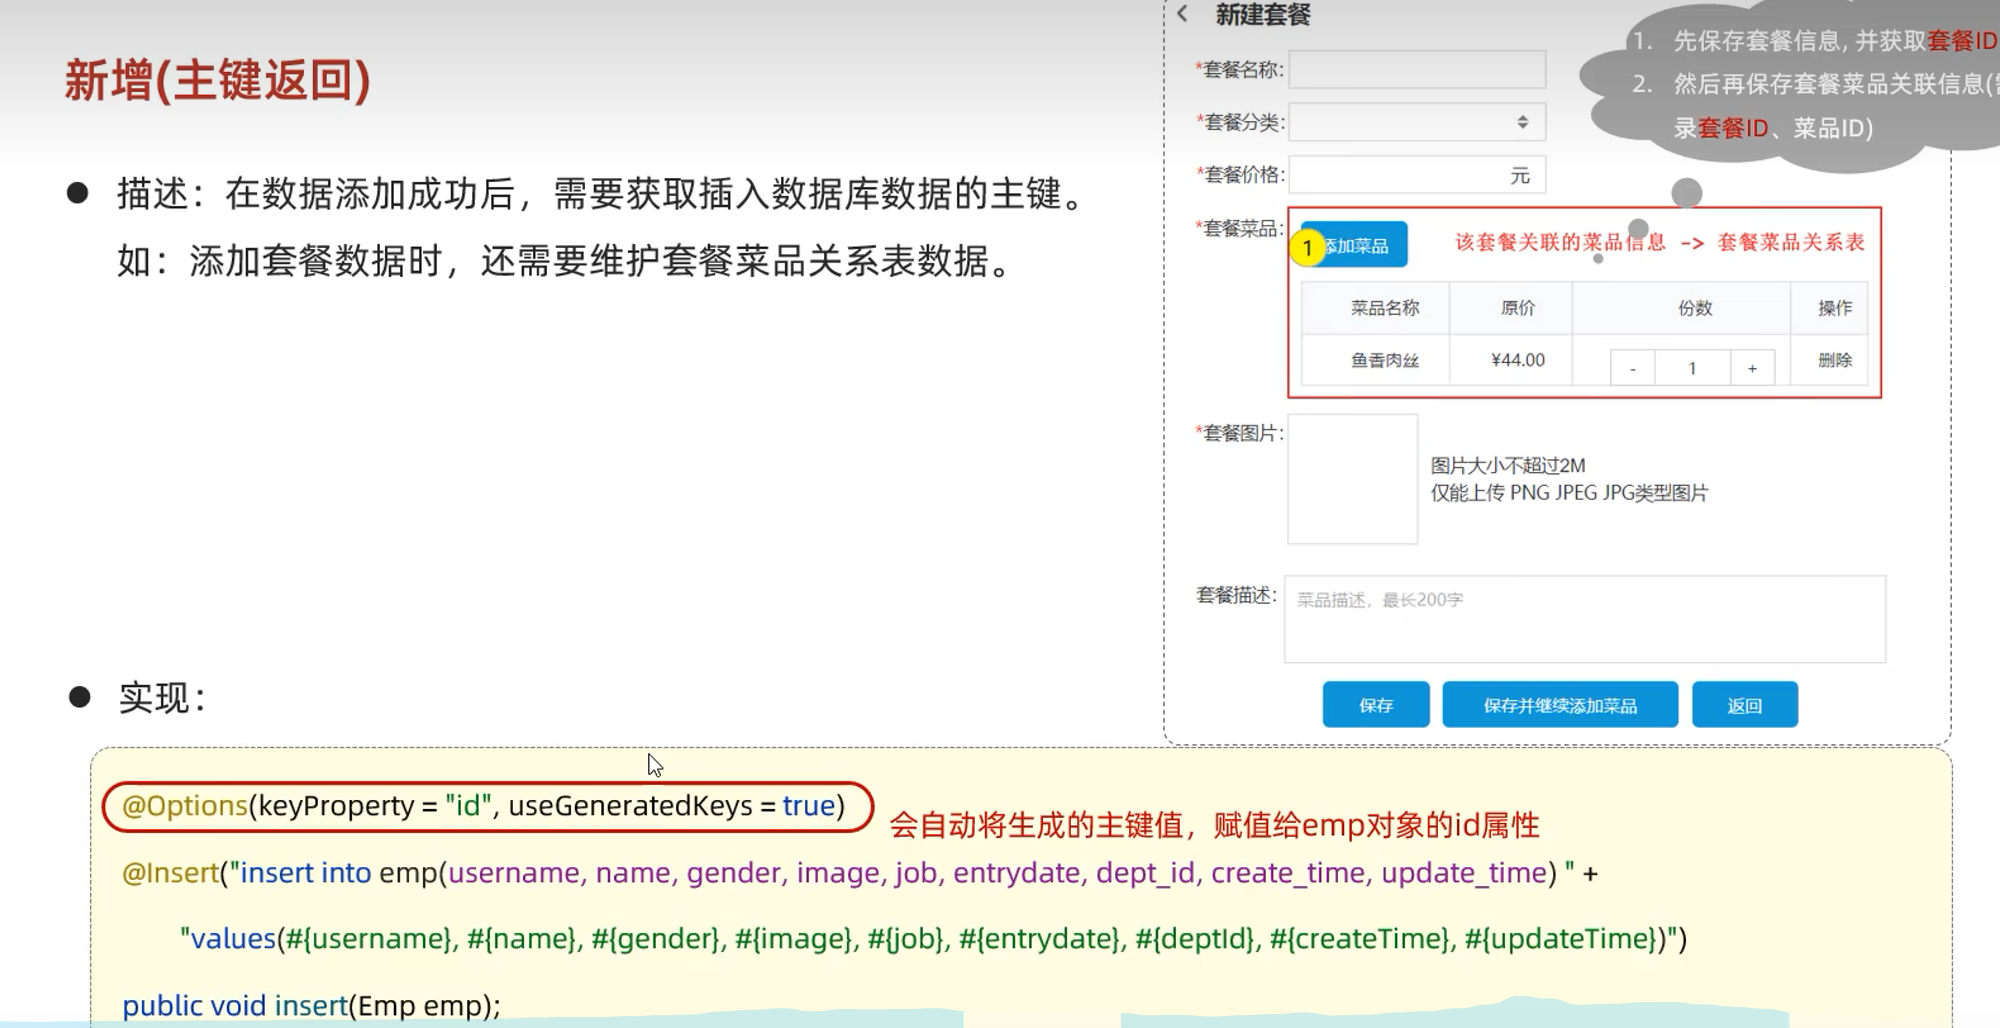 新增(主键返回)
描述：在数据添加成功后，需要获取插入数据库数据的主键。
如：添加套餐数据时，还需要维护套餐菜品关系表数据。
新建套餐
1. 先保存套餐信息, 并获取套餐ID
2. 然后再保存套餐菜品关联信息(
录套餐ID、菜品ID)
*套餐名称:
*套餐分类:
*套餐价格: 元
*套餐菜品: 1 添加菜品 该套餐关联的菜品信息 -> 套餐菜品关系表
菜品名称 原价 份数 操作
鱼香肉丝 ¥44.00 - 1 + 删除
*套餐图片:
图片大小不超过2M
仅能上传 PNG JPEG JPG类型图片
套餐描述: 菜品描述，最长200字
保存 保存并继续添加菜品 返回
实现：
@Options(keyProperty = "id", useGeneratedKeys = true) 会自动将生成的主键值，赋值给emp对象的id属性
@Insert("insert into emp(username, name, gender, image, job, entrydate, dept_id, create_time, update_time) " +
"values(#{username}, #{name}, #{gender}, #{image}, #{job}, #{entrydate}, #{deptId}, #{createTime}, #{updateTime})")
public void insert(Emp emp);